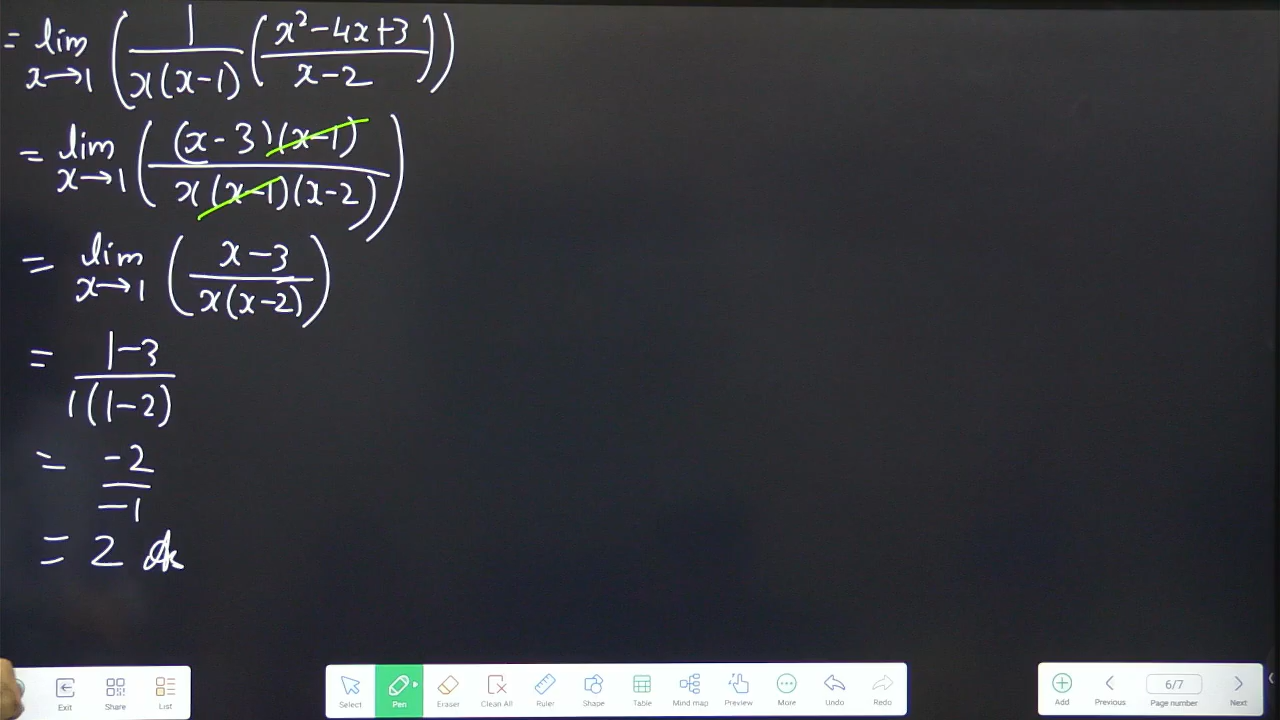 = lim x→1 (1/x(x-1) (x²-4x+3/x-2))
= lim x→1 ((x-3)(x-1)/x(x-1)(x-2))
= lim x→1 (x-3/x(x-2))
= 1-3/1(1-2)
= -2/-1
= 2
Exit Share List Select Pen Eraser Clean All Ruler Shape Table Mind map Preview More Undo Redo Add Previous 6/7 Page number Next